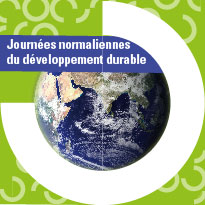 Journées normaliennes
du développement durable